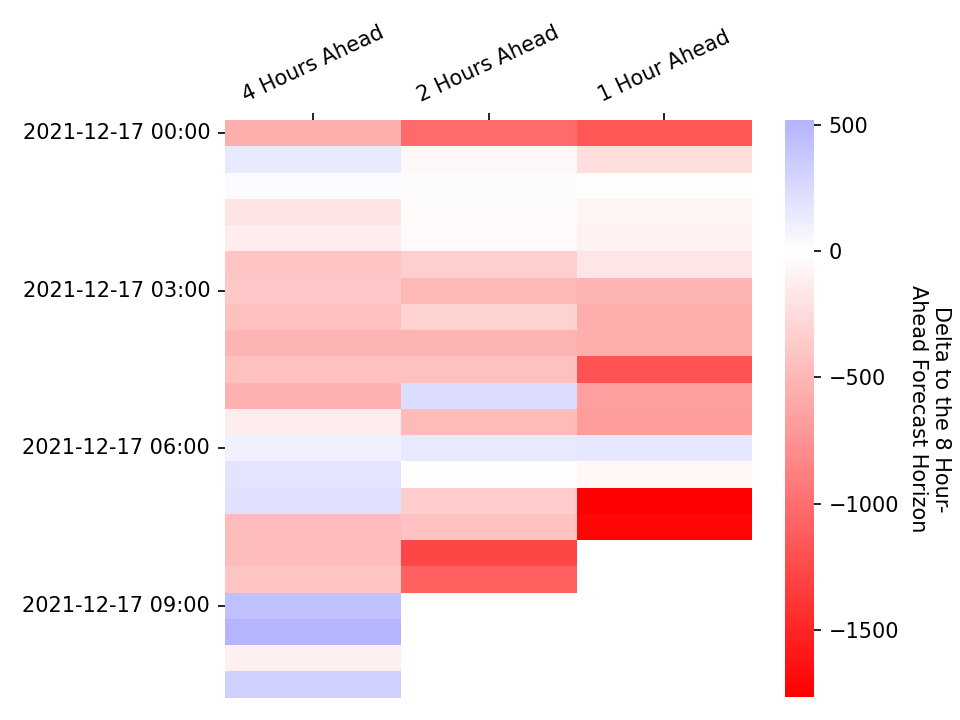 4 Hours Ahead
2 Hours Ahead
1 Hour Ahead
2021-12-17 00:00
2021-12-17 03:00
2021-12-17 06:00
2021-12-17 09:00
500
0
−500
−1000
−1500
Delta to the 8 Hour-
Ahead Forecast Horizon